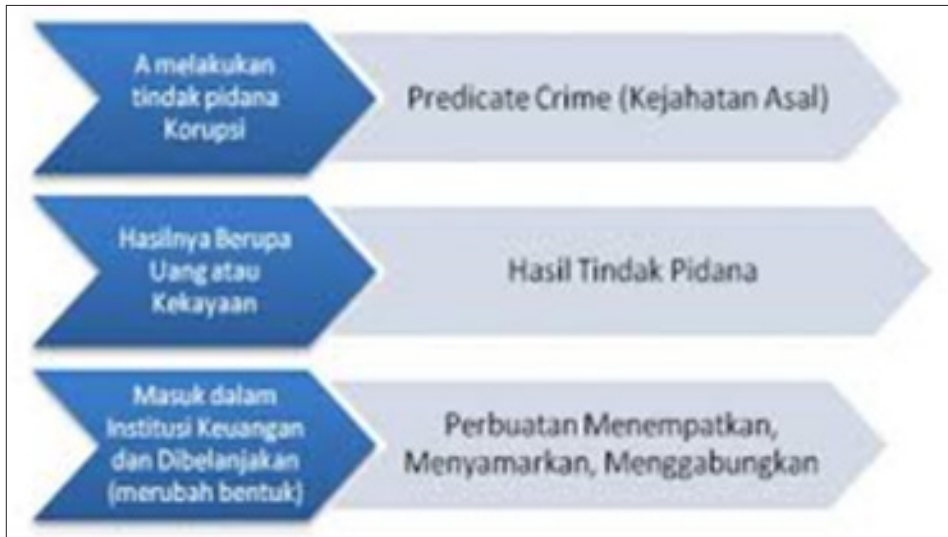 A melakukan
tindak pidana
Korupsi
Predicate Crime (Kejahatan Asal)
Hasilnya Berupa
Uang atau
Kekayaan
Hasil Tindak Pidana
Masuk dalam
Institusi Keuangan
dan Dibelanjakan
(merubah bentuk)
Perbuatan Menempatkan,
Menyamarkan, Menggabungkan